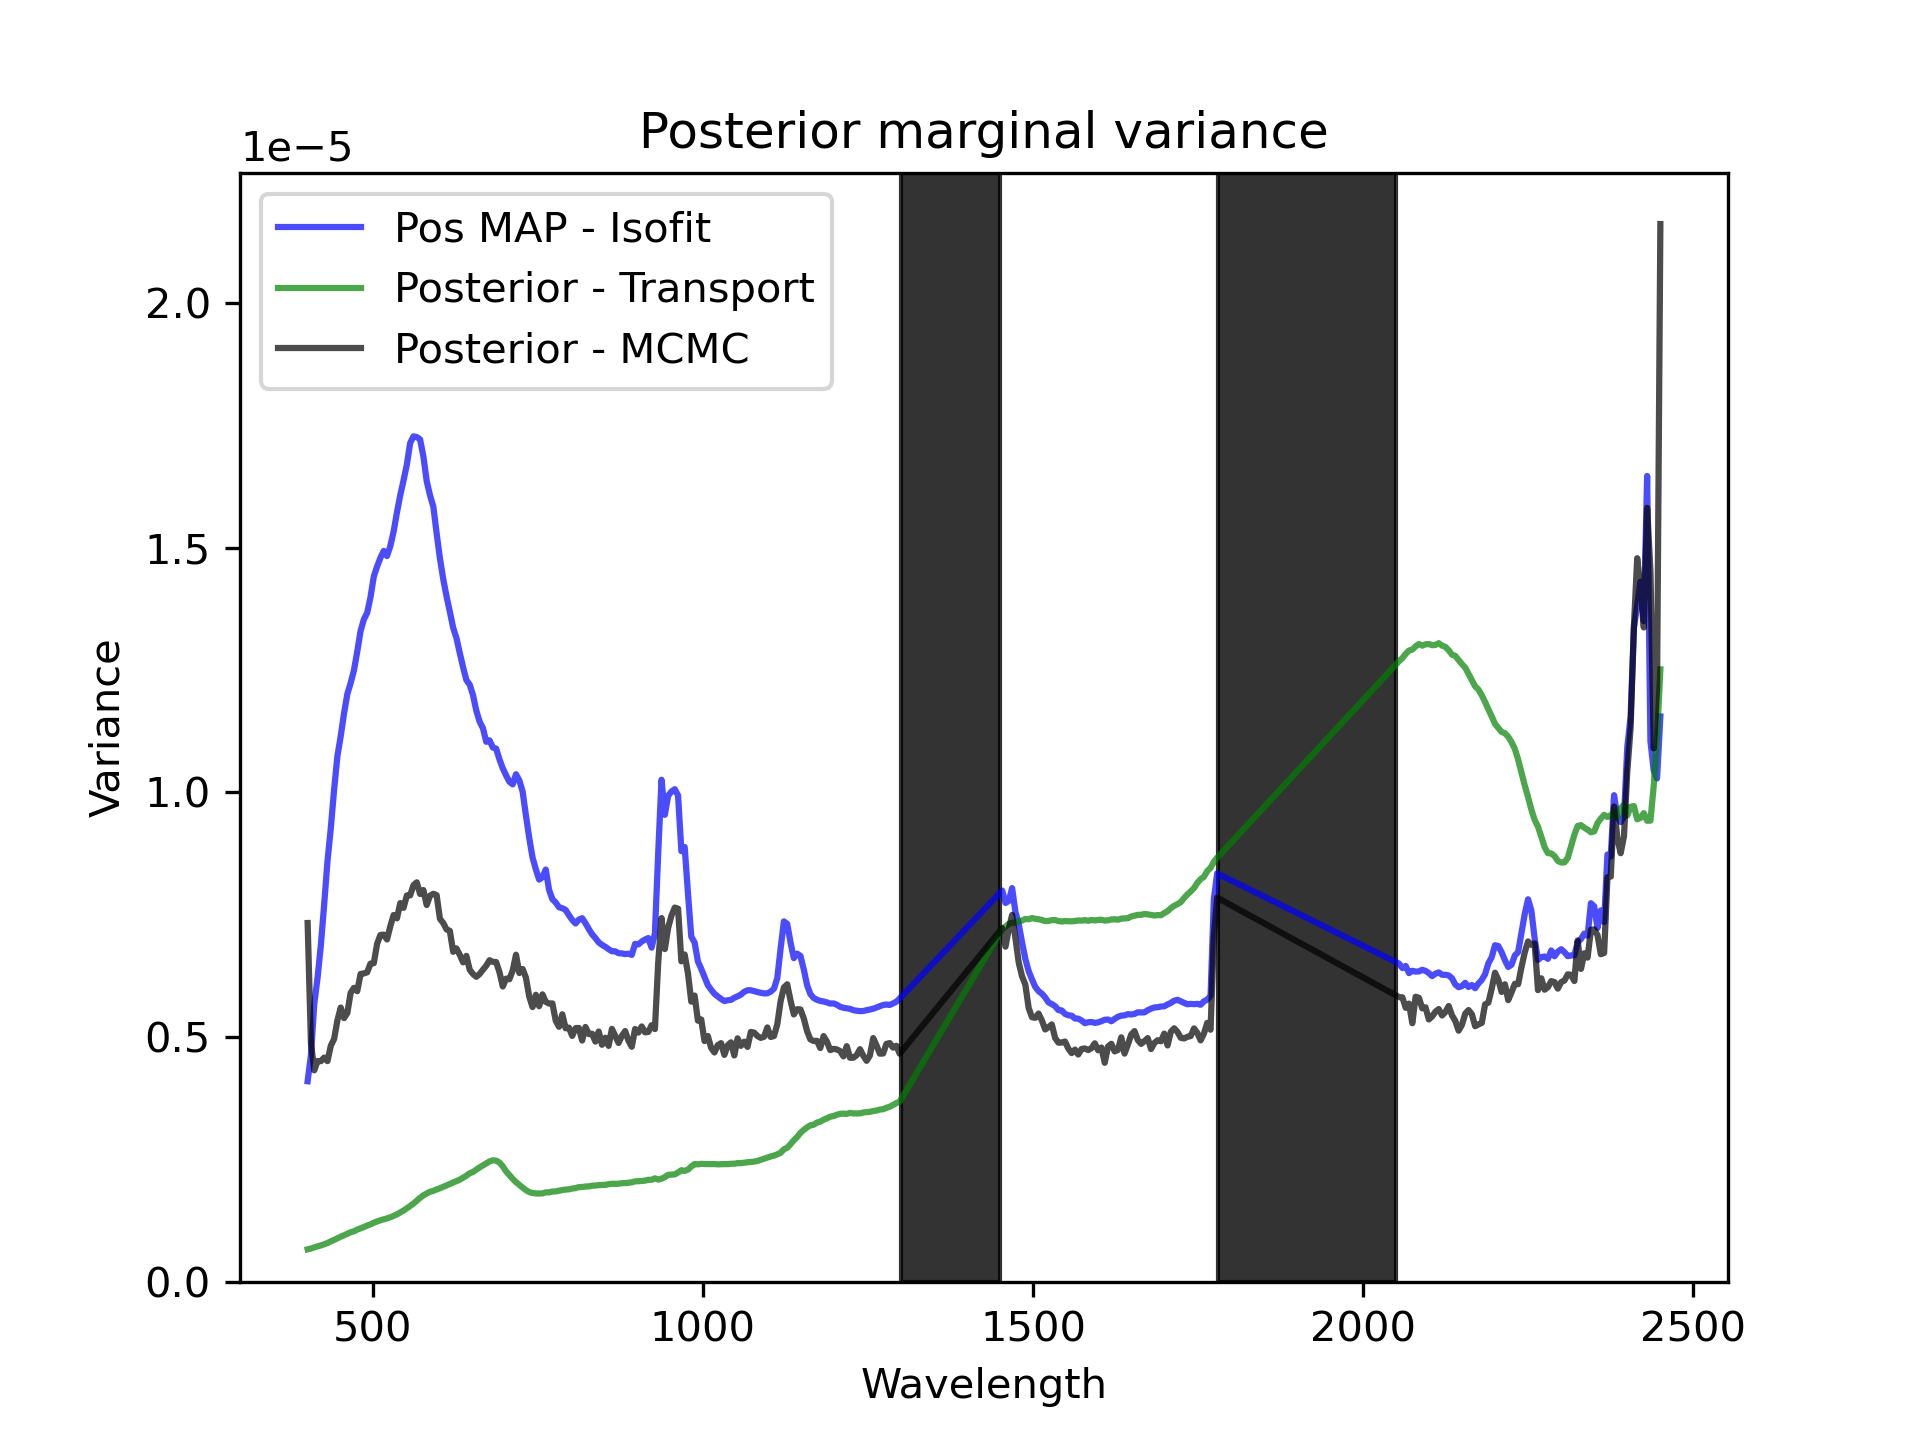 Posterior marginal variance
1e−5
Pos MAP - Isofit
Posterior - Transport
Posterior - MCMC
2.0
1.5
1.0
0.5
0.0
Variance
500 1000 1500 2000 2500
Wavelength